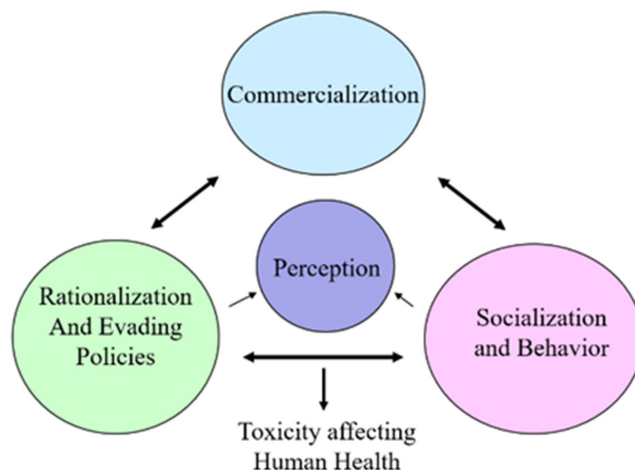 Commercialization
Perception
Rationalization
And Evading
Policies
Socialization
and Behavior
Toxicity affecting
Human Health